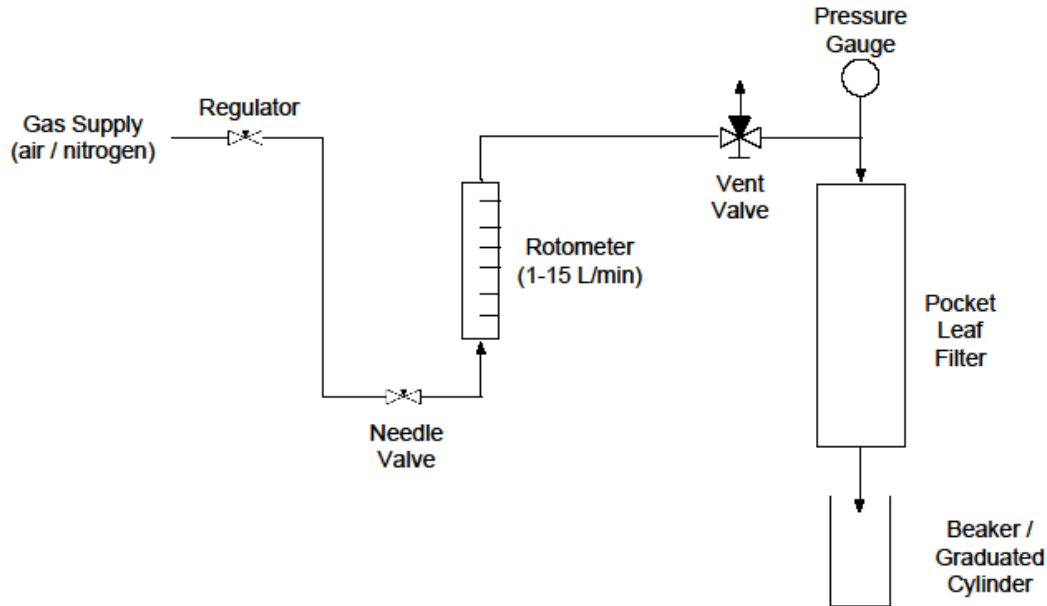 Pressure
Gauge
Regulator
Gas Supply
(air / nitrogen)
Vent
Valve
Rotometer
(1-15 L/min)
Pocket
Leaf
Filter
Needle
Valve
Beaker /
Graduated
Cylinder